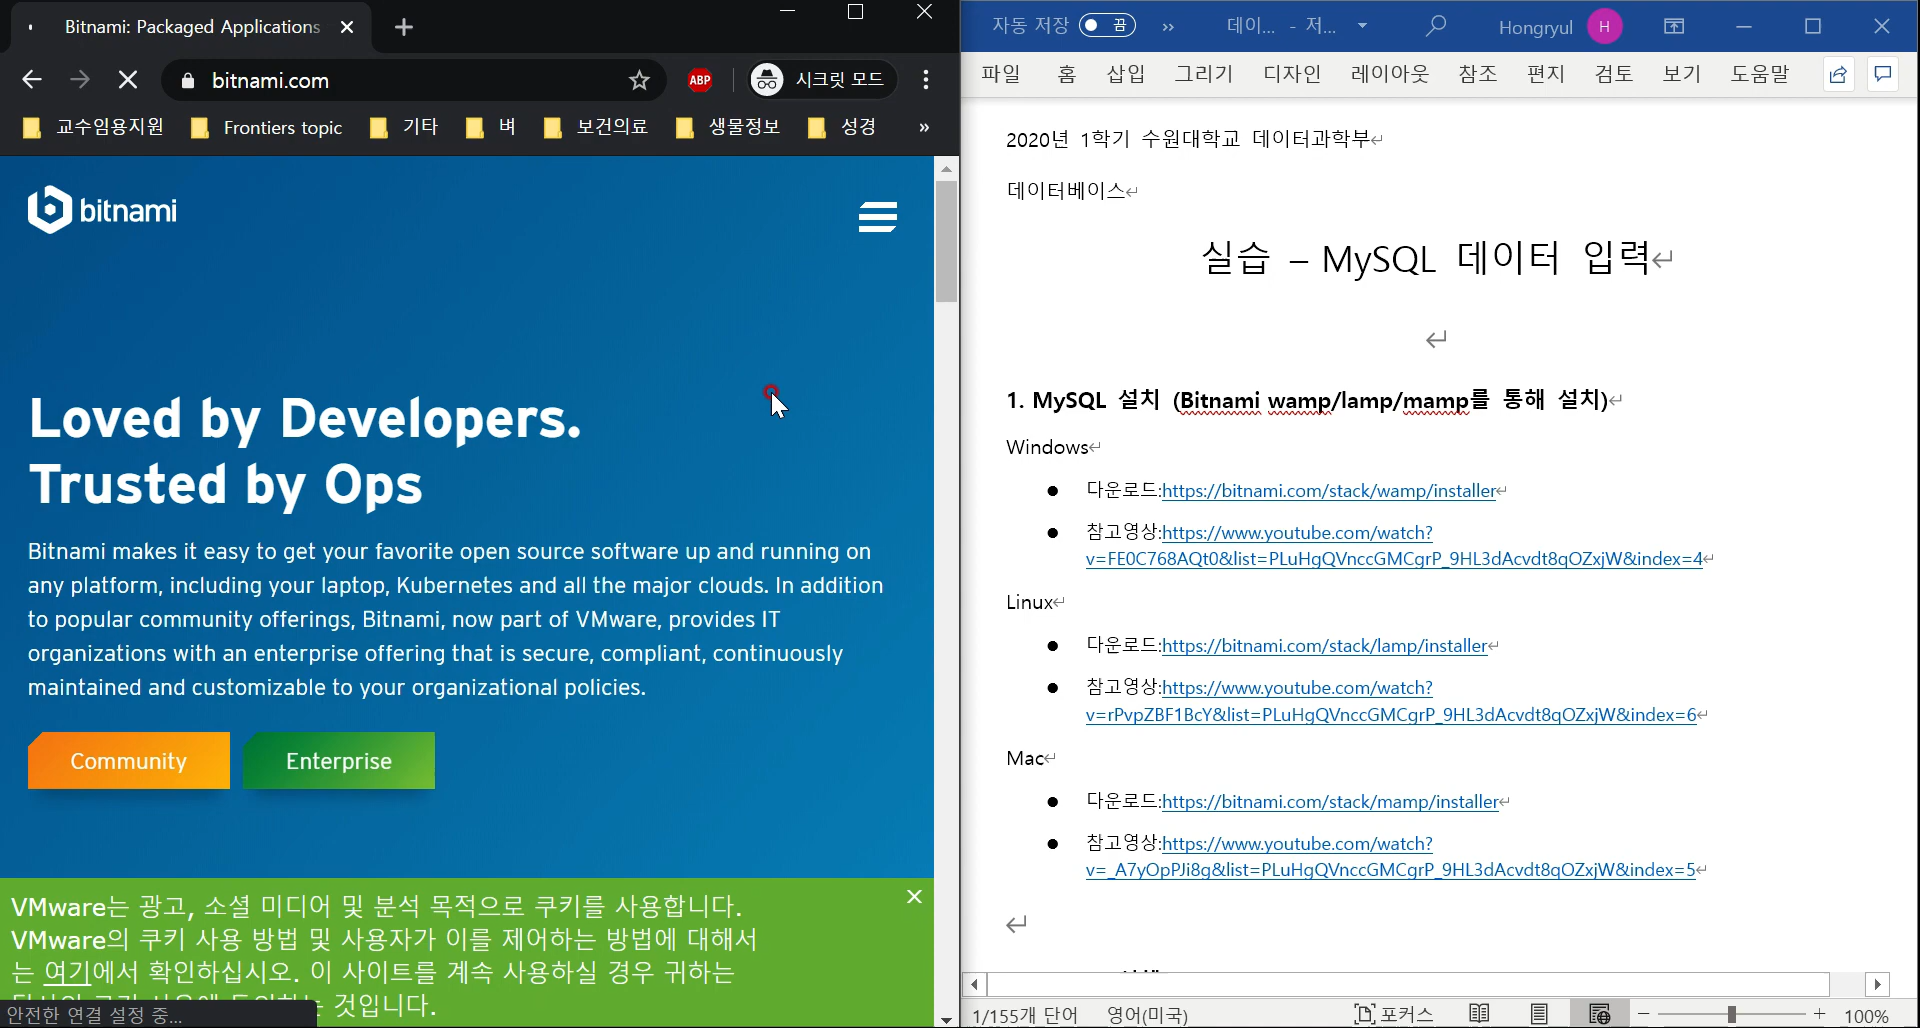 Bitnami: Packaged Applications
bitnami.com
ABP
시크릿 모드
교수임용지원
Frontiers topic
기타
벼
보건의료
생물정보
성경
»
bitnami
Loved by Developers.
Trusted by Ops
Bitnami makes it easy to get your favorite open source software up and running on
any platform, including your laptop, Kubernetes and all the major clouds. In addition
to popular community offerings, Bitnami, now part of VMware, provides IT
organizations with an enterprise offering that is secure, compliant, continuously
maintained and customizable to your organizational policies.
Community
Enterprise
VMware는 광고, 소셜 미디어 및 분석 목적으로 쿠키를 사용합니다.
VMware의 쿠키 사용 방법 및 사용자가 이를 제어하는 방법에 대해서
는 여기에서 확인하십시오. 이 사이트를 계속 사용하실 경우 귀하는
것입니다.
안전한 연결 설정 중...
자동 저장
끔
»
데이... - 저...
Hongryul
H
파일
홈
삽입
그리기
디자인
레이아웃
참조
편지
검토
보기
도움말
2020년 1학기 수원대학교 데이터과학부
데이터베이스
실습 – MySQL 데이터 입력
1. MySQL 설치 (Bitnami wamp/lamp/mamp를 통해 설치)
Windows
● 다운로드:https://bitnami.com/stack/wamp/installer
● 참고영상:https://www.youtube.com/watch?
v=FE0C768AQt0&list=PLuHgQVnccGMCgrP_9HL3dAcvdt8qOZxjW&index=4
Linux
● 다운로드:https://bitnami.com/stack/lamp/installer
● 참고영상:https://www.youtube.com/watch?
v=rPvpZBF1BcY&list=PLuHgQVnccGMCgrP_9HL3dAcvdt8qOZxjW&index=6
Mac
● 다운로드:https://bitnami.com/stack/mamp/installer
● 참고영상:https://www.youtube.com/watch?
v=_A7yOpPJi8g&list=PLuHgQVnccGMCgrP_9HL3dAcvdt8qOZxjW&index=5
1/155개 단어
영어(미국)
포커스
100%